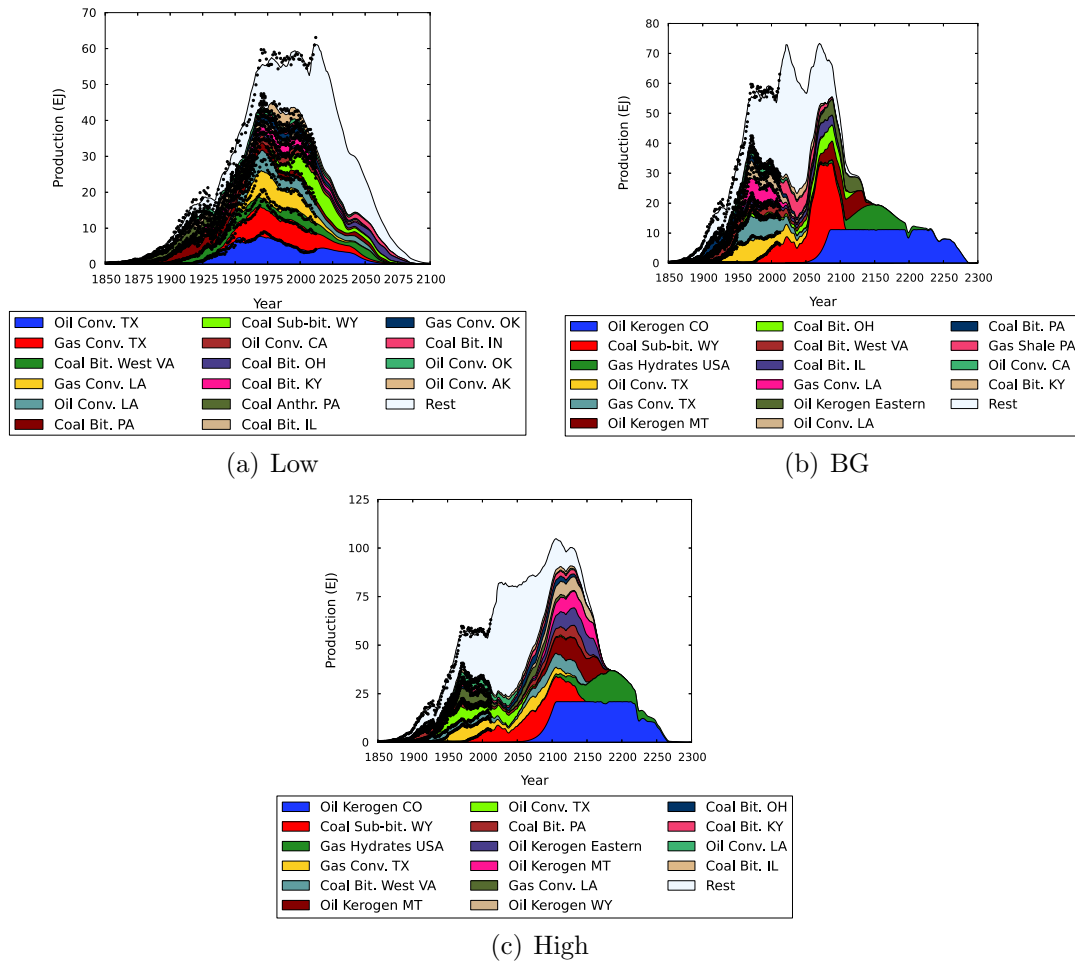 70
60
50
40
30
20
10
0
Production (EJ)
1850 1875 1900 1925 1950 1975 2000 2025 2050 2075 2100
Year
Oil Conv. TX
Gas Conv. TX
Coal Bit. West VA
Gas Conv. LA
Oil Conv. LA
Coal Bit. PA
Coal Sub-bit. WY
Oil Conv. CA
Coal Bit. OH
Coal Bit. KY
Coal Anthr. PA
Coal Bit. IL
Gas Conv. OK
Coal Bit. IN
Oil Conv. OK
Oil Conv. AK
Rest
(a) Low
80
70
60
50
40
30
20
10
0
Production (EJ)
1850 1900 1950 2000 2050 2100 2150 2200 2250 2300
Year
Oil Kerogen CO
Coal Sub-bit. WY
Gas Hydrates USA
Oil Conv. TX
Gas Conv. TX
Oil Kerogen MT
Coal Bit. OH
Coal Bit. West VA
Coal Bit. IL
Gas Conv. LA
Oil Kerogen Eastern
Oil Conv. LA
Coal Bit. PA
Gas Shale PA
Oil Conv. CA
Coal Bit. KY
Rest
(b) BG
125
100
75
50
25
0
Production (EJ)
1850 1900 1950 2000 2050 2100 2150 2200 2250 2300
Year
Oil Kerogen CO
Coal Sub-bit. WY
Gas Hydrates USA
Gas Conv. TX
Coal Bit. West VA
Oil Kerogen MT
Oil Conv. TX
Coal Bit. PA
Oil Kerogen Eastern
Oil Kerogen MT
Gas Conv. LA
Oil Kerogen WY
Coal Bit. OH
Coal Bit. KY
Oil Conv. LA
Coal Bit. IL
Rest
(c) High